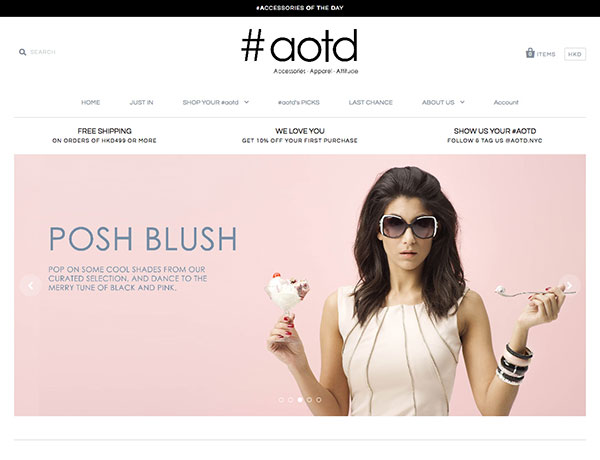 #ACCESSORIES OF THE DAY
SEARCH
#aotd
Accessories · Apparel · Attitude
0 ITEMS
HKD
HOME JUST IN SHOP YOUR #aotd #aotd's PICKS LAST CHANCE ABOUT US Account
FREE SHIPPING
ON ORDERS OF HKD499 OR MORE
WE LOVE YOU
GET 10% OFF YOUR FIRST PURCHASE
SHOW US YOUR #AOTD
FOLLOW & TAG US @AOTD.NYC
POSH BLUSH
POP ON SOME COOL SHADES FROM OUR
CURATED SELECTION, AND DANCE TO THE
MERRY TUNE OF BLACK AND PINK.